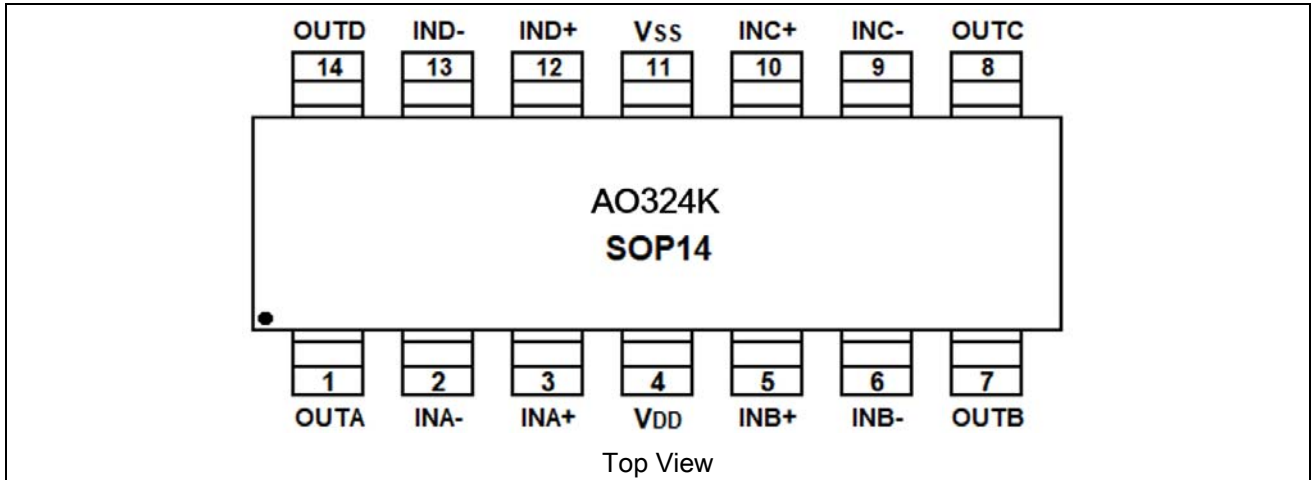 OUTD IND- IND+ VSS INC+ INC- OUTC
14 13 12 11 10 9 8
AO324K
SOP14
1 2 3 4 5 6 7
OUTA INA- INA+ VDD INB+ INB- OUTB
Top View